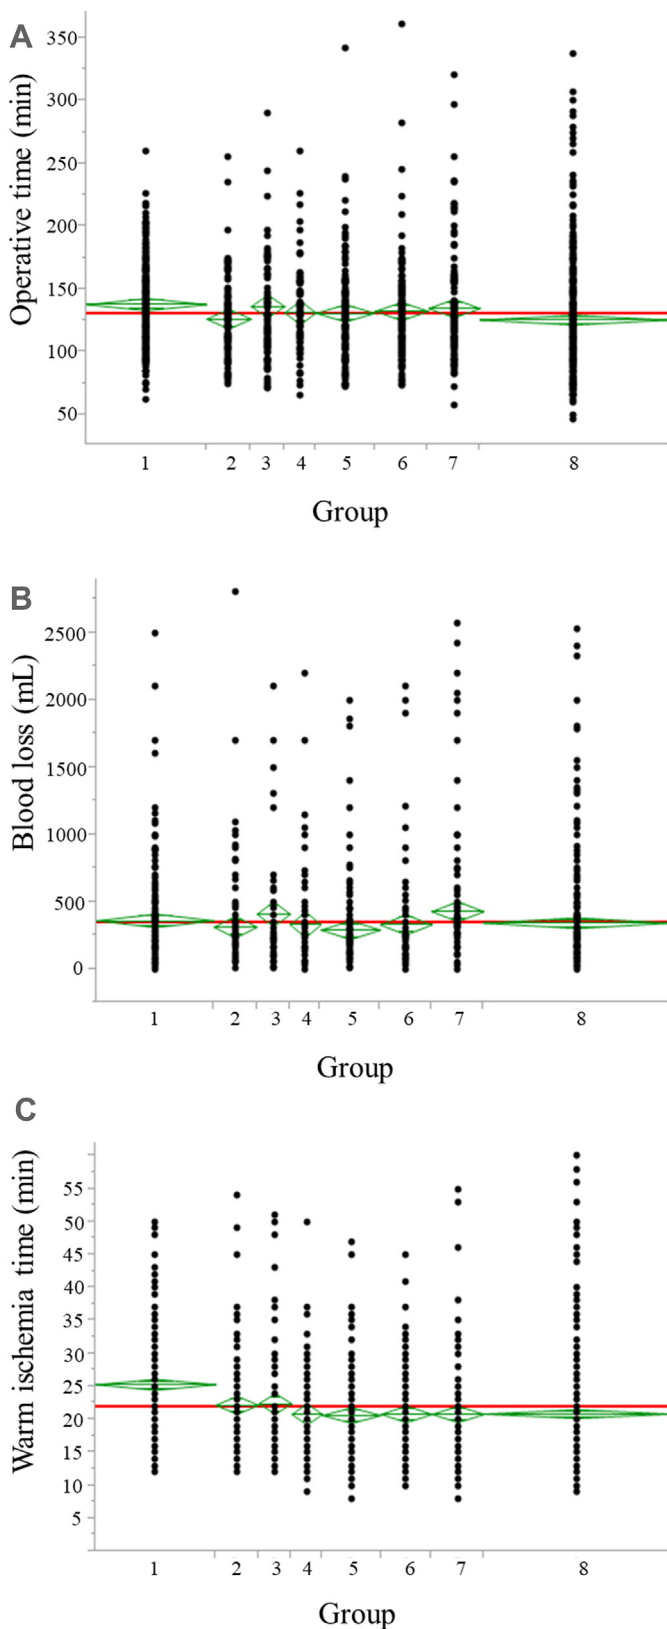 A
Operative time (min)
350
300
250
200
150
100
50
1 2 3 4 5 6 7 8
Group
B
Blood loss (mL)
2500
2000
1500
1000
500
0
1 2 3 4 5 6 7 8
Group
C
Warm ischemia time (min)
55
50
45
40
35
30
25
20
15
10
5
1 2 3 4 5 6 7 8
Group